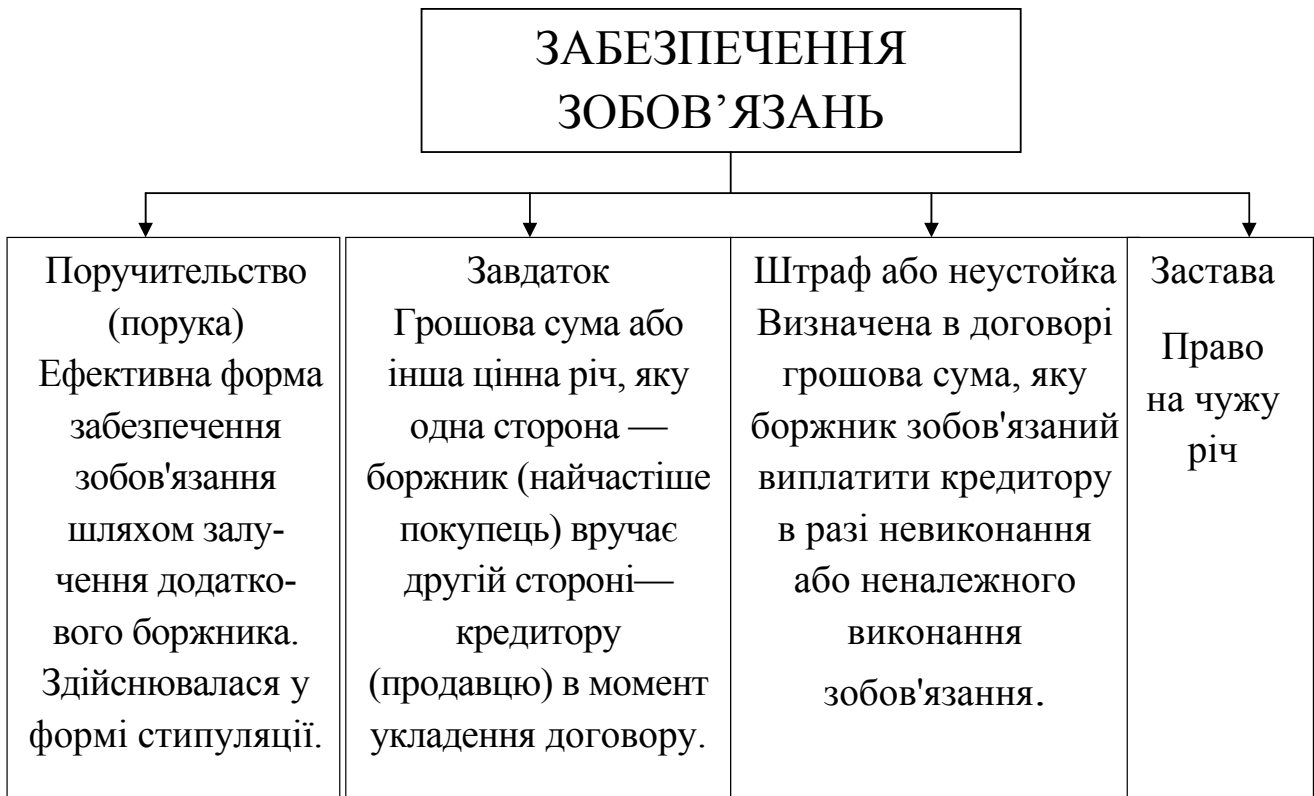 ЗАБЕЗПЕЧЕННЯ
ЗОБОВ’ЯЗАНЬ
Поручительство
(порука)
Ефективна форма
забезпечення
зобов'язання
шляхом залу-
чення додатко-
вого боржника.
Здійснювалася у
формі стипуляції.
Завдаток
Грошова сума або
інша цінна річ, яку
одна сторона —
боржник (найчастіше
покупець) вручає
другій стороні—
кредитору
(продавцю) в момент
укладення договору.
Штраф або неустойка
Визначена в договорі
грошова сума, яку
боржник зобов'язаний
виплатити кредитору
в разі невиконання
або неналежного
виконання
зобов'язання.
Застава
Право
на чужу
річ